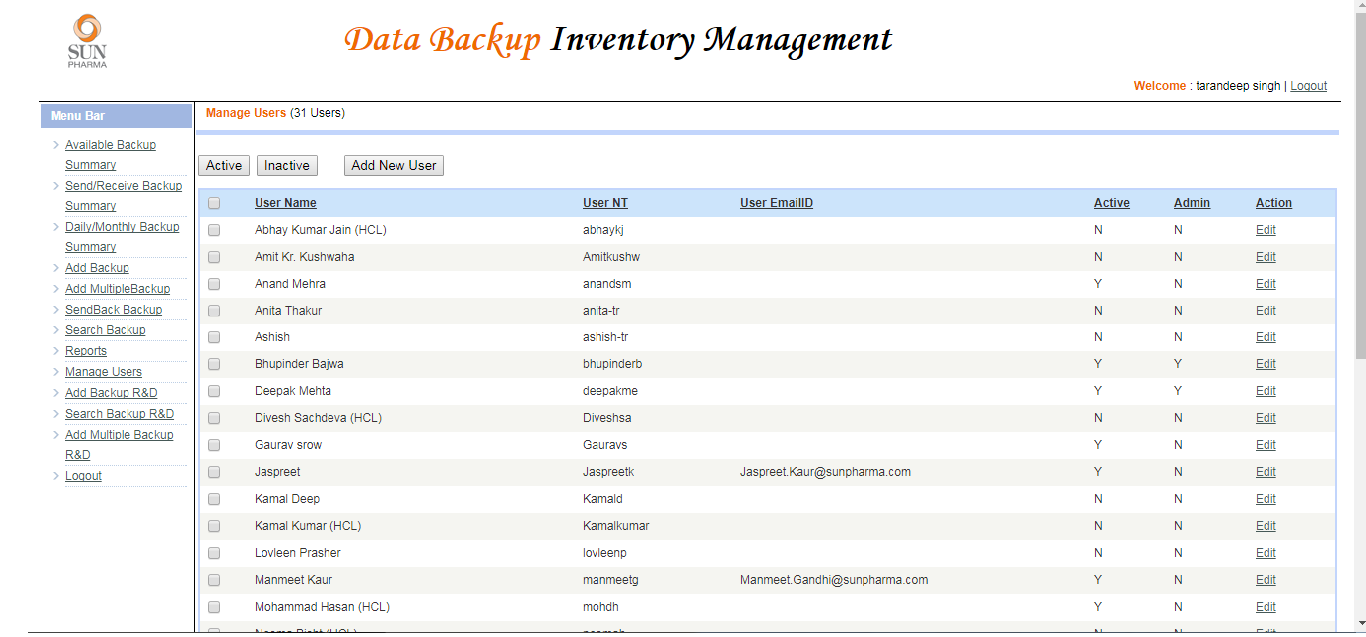 SUN
PHARMA
Data Backup Inventory Management
Welcome : tarandeep singh | Logout
Menu Bar
Available Backup
Summary
Send/Receive Backup
Summary
Daily/Monthly Backup
Summary
Add Backup
Add MultipleBackup
SendBack Backup
Search Backup
Reports
Manage Users
Add Backup R&D
Search Backup R&D
Add Multiple Backup
R&D
Logout
Manage Users (31 Users)
Active Inactive Add New User
User Name User NT User EmailID Active Admin Action
Abhay Kumar Jain (HCL) abhaykj N N Edit
Amit Kr. Kushwaha Amitkushw N N Edit
Anand Mehra anandsm Y N Edit
Anita Thakur anita-tr N N Edit
Ashish ashish-tr N N Edit
Bhupinder Bajwa bhupinderb Y Y Edit
Deepak Mehta deepakme Y Y Edit
Divesh Sachdeva (HCL) Diveshsa N N Edit
Gaurav srow Gauravs Y N Edit
Jaspreet Jaspreetk Jaspreet.Kaur@sunpharma.com Y N Edit
Kamal Deep Kamald N N Edit
Kamal Kumar (HCL) Kamalkumar N N Edit
Lovleen Prasher lovleenp N N Edit
Manmeet Kaur manmeetg Manmeet.Gandhi@sunpharma.com Y N Edit
Mohammad Hasan (HCL) mohdh Y N Edit